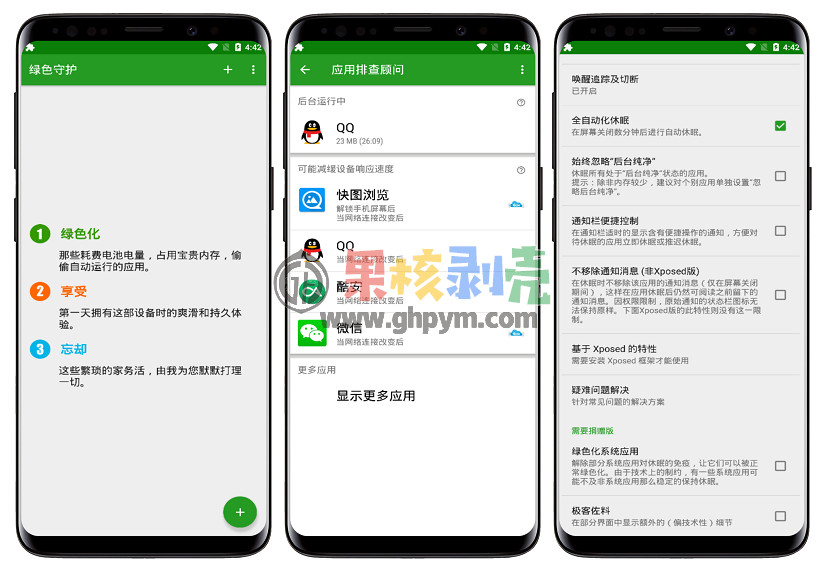 4:42
绿色守护
1 绿色化
那些耗费电池电量，占用宝贵内存，偷
偷自动运行的应用。
2 享受
第一天拥有这部设备时的爽滑和持久体
验。
3 忘却
这些繁琐的家务活，由我为您默默打理
一切。
4:42
应用排查顾问
后台运行中
QQ
23 MB (26:09)
可能减缓设备响应速度
快图浏览
解锁手机屏幕后
当网络连接改变后
QQ
当网络连接改变后
酷安
当网络连接改变后
微信
当网络连接改变后
更多应用
显示更多应用
4:42
唤醒追踪及切断
已开启
全自动化休眠
在屏幕关闭数分钟后进行自动休眠。
始终忽略“后台纯净”
休眠所有处于“后台纯净”状态的应用。
提示：除非内存较少，建议对个别应用单独设置“忽
略后台纯净”。
通知栏便捷控制
在通知栏适时的显示含有便捷操作的通知，方便对
待休眠的应用立即休眠或推迟休眠。
不移除通知消息 (非Xposed版)
在休眠时不移除该应用的通知消息（仅在屏幕关闭
期间），这样在应用休眠后仍然可阅读之前留下的
通知消息。因权限限制，原始通知的状态栏图标无
法保持原样。下面Xposed版的此特性则没有这一限
制。
基于 Xposed 的特性
需要安装 Xposed 框架才能使用
疑难问题解决
针对常见问题的解决方案
需要捐赠版
绿色化系统应用
解除部分系统应用对休眠的免疫，让它们可以被正
常绿色化。由于技术上的制约，有一些系统应用可
能不及非系统应用那么稳定的保持休眠。
极客佐料
在部分界面中显示额外的（偏技术性）细节
果核剥壳
www.ghpym.com